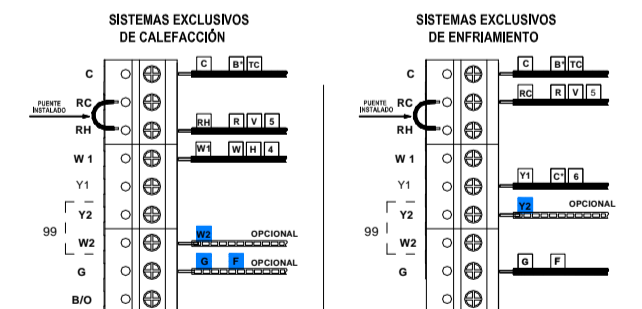 SISTEMAS EXCLUSIVOS
DE CALEFACCIÓN
C C B* TC
PUENTE
INSTALADO
RC
RH RH R V 5
W 1 W1 W H 4
Y1
99
Y2
W2 W2 OPCIONAL
G G F OPCIONAL
B/O
SISTEMAS EXCLUSIVOS
DE ENFRIAMIENTO
C C B* TC
PUENTE
INSTALADO
RC RC R V 5
RH
W 1
Y1 Y1 C* 6
99
Y2 Y2 OPCIONAL
W2
G G F
B/O